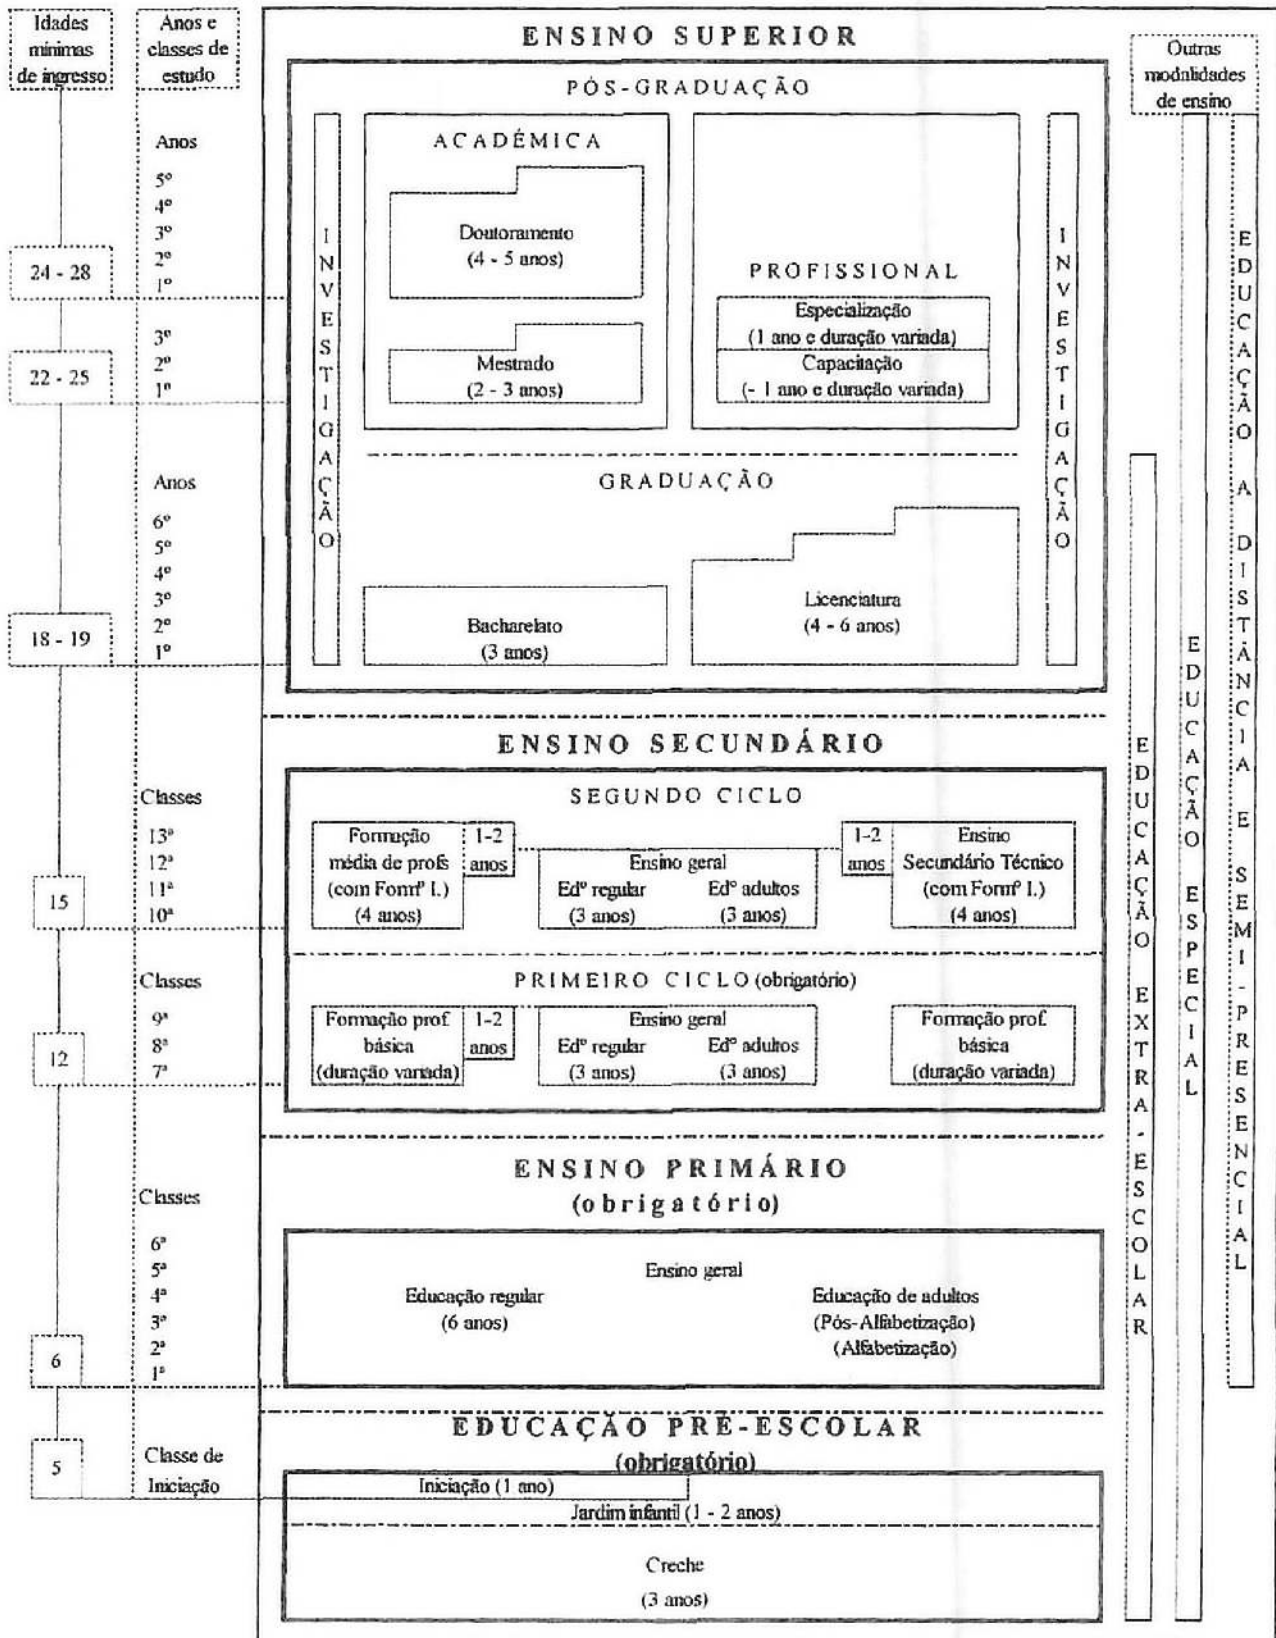 Idades
mínimas
de ingresso
Anos e
classes de
estudo
ENSINO SUPERIOR
Outras
modalidades
de ensino
PÓS-GRADUAÇÃO
Anos
5º
4º
3º
2º
1º
24 - 28
3º
2º
1º
22 - 25
INVESTIGAÇÃO
ACADÉMICA
Doutoramento
(4 - 5 anos)
Mestrado
(2 - 3 anos)
PROFISSIONAL
Especialização
(1 ano e duração variada)
Capacitação
(- 1 ano e duração variada)
INVESTIGAÇÃO
GRADUAÇÃO
Anos
6º
5º
4º
3º
2º
1º
18 - 19
Bacharelato
(3 anos)
Licenciatura
(4 - 6 anos)
ENSINO SECUNDÁRIO
SEGUNDO CICLO
Classes
13ª
12ª
11ª
10ª
15
Formação
média de profs
(com Formº I.)
(4 anos)
1-2
anos
Ensino geral
Edº regular Edº adultos
(3 anos) (3 anos)
1-2
anos
Ensino
Secundário Técnico
(com Formº I.)
(4 anos)
PRIMEIRO CICLO (obrigatório)
Classes
9ª
8ª
7ª
12
Formação prof.
básica
(duração variada)
1-2
anos
Ensino geral
Edº regular Edº adultos
(3 anos) (3 anos)
Formação prof.
básica
(duração variada)
ENSINO PRIMÁRIO
(obrigatório)
Classes
6ª
5ª
4ª
3ª
2ª
1ª
6
Ensino geral
Educação regular
(6 anos)
Educação de adultos
(Pós-Alfabetização)
(Alfabetização)
EDUCAÇÃO PRÉ-ESCOLAR
(obrigatório)
5
Classe de
Iniciação
Iniciação (1 ano)
Jardim infantil (1 - 2 anos)
Creche
(3 anos)
EDUCAÇÃO EXTRA-ESCOLAR
EDUCAÇÃO ESPECIAL
EDUCAÇÃO A DISTÂNCIA E SEMI-PRESENCIAL